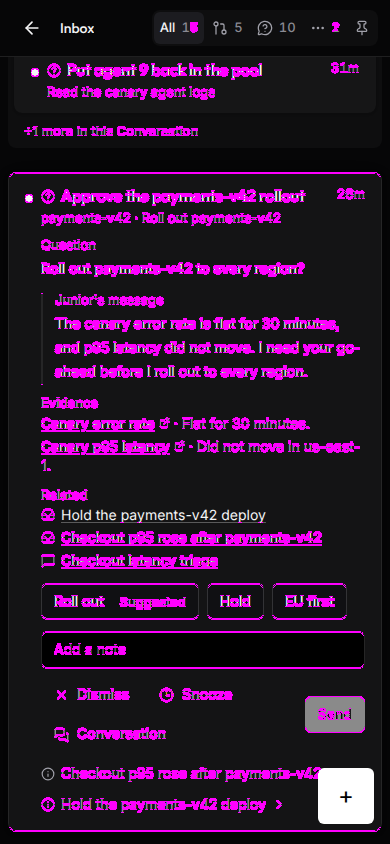 Inbox
All
5
10
Put agent 9 back in the pool
31m
Read the canary agent logs
+1 more in this Conversation
Approve the payments-v42 rollout
payments-v42 · Roll out payments-v42
Question
Roll out payments-v42 to every region?
Junior's message
The canary error rate is flat for 30 minutes,
and p95 latency did not move. I need your go-
ahead before I roll out to every region.
Evidence
Canary error rate · Flat for 30 minutes.
Canary p95 latency · Did not move in us-east-
1.
Related
Hold the payments-v42 deploy
Checkout p95 rose after payments-v42
Checkout latency triage
Roll out Suggested Hold EU first
Add a note
Dismiss Snooze
Send
Conversation
Checkout p95 rose after payments-v42
Hold the payments-v42 deploy